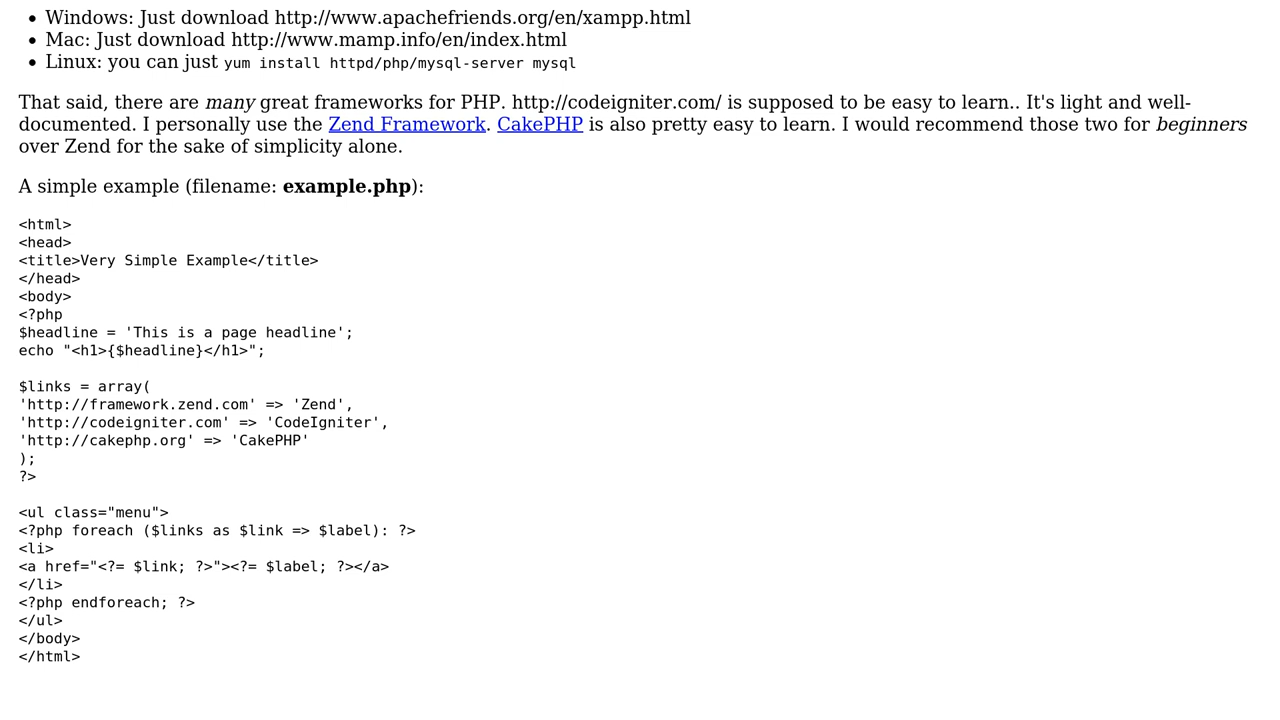 • Windows: Just download http://www.apachefriends.org/en/xampp.html
• Mac: Just download http://www.mamp.info/en/index.html
• Linux: you can just yum install httpd/php/mysql-server mysql
That said, there are many great frameworks for PHP. http://codeigniter.com/ is supposed to be easy to learn.. It's light and well-
documented. I personally use the Zend Framework. CakePHP is also pretty easy to learn. I would recommend those two for beginners
over Zend for the sake of simplicity alone.
A simple example (filename: example.php):
<html>
<head>
<title>Very Simple Example</title>
</head>
<body>
<?php
$headline = 'This is a page headline';
echo "<h1>{$headline}</h1>";
$links = array(
'http://framework.zend.com' => 'Zend',
'http://codeigniter.com' => 'CodeIgniter',
'http://cakephp.org' => 'CakePHP'
);
?>
<ul class="menu">
<?php foreach ($links as $link => $label): ?>
<li>
<a href="<?= $link; ?>"><?= $label; ?></a>
</li>
<?php endforeach; ?>
</ul>
</body>
</html>